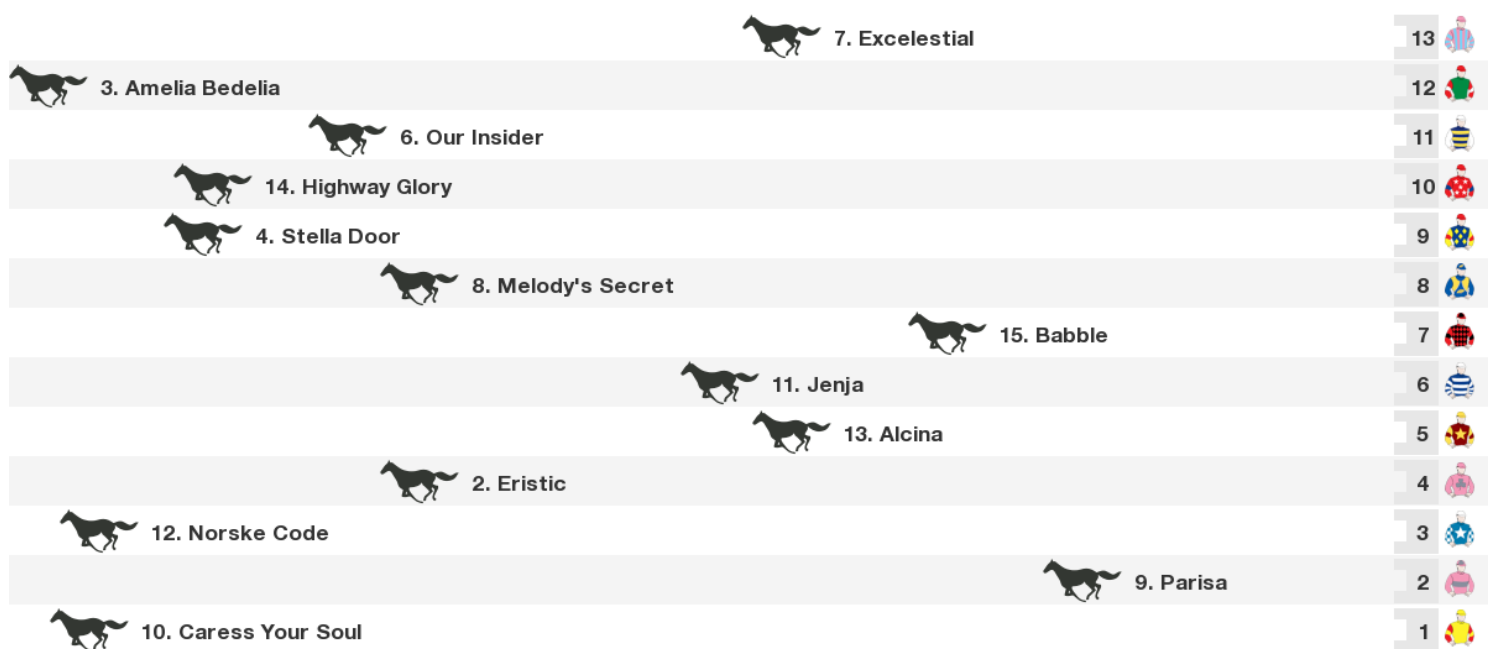 7. Excelestial 13
3. Amelia Bedelia 12
6. Our Insider 11
14. Highway Glory 10
4. Stella Door 9
8. Melody's Secret 8
15. Babble 7
11. Jenja 6
13. Alcina 5
2. Eristic 4
12. Norske Code 3
9. Parisa 2
10. Caress Your Soul 1